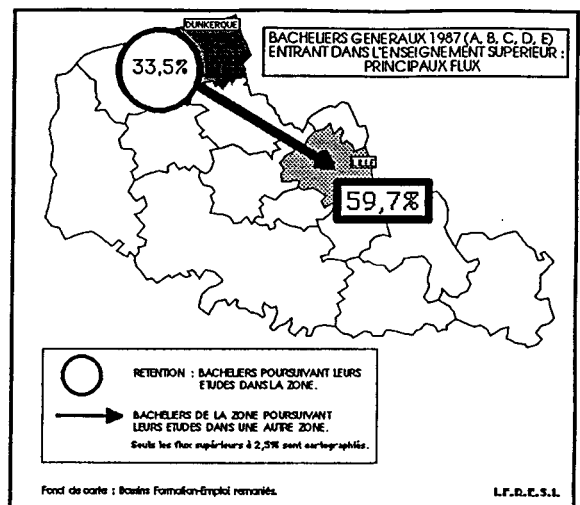 DUNKERQUE
BACHELIERS GENERAUX 1987 (A, B, C, D, E)
ENTRANT DANS L'ENSEIGNEMENT SUPERIEUR :
PRINCIPAUX FLUX
33,5%
LILLE
59,7%
RETENTION : BACHELIERS POURSUIVANT LEURS
ETUDES DANS LA ZONE.
BACHELIERS DE LA ZONE POURSUIVANT
LEURS ETUDES DANS UNE AUTRE ZONE.
Seuls les flux supérieurs à 2,5% sont cartographiés.
Fond de carte : Bassins Formation-Emploi remaniés.
I.F.R.E.S.I.